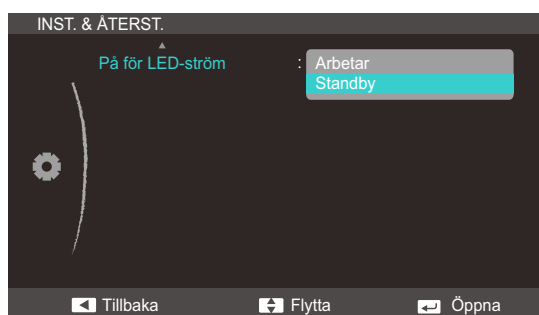 INST. & ÅTERST.
På för LED-ström : Arbetar
Standby
Tillbaka Flytta Öppna